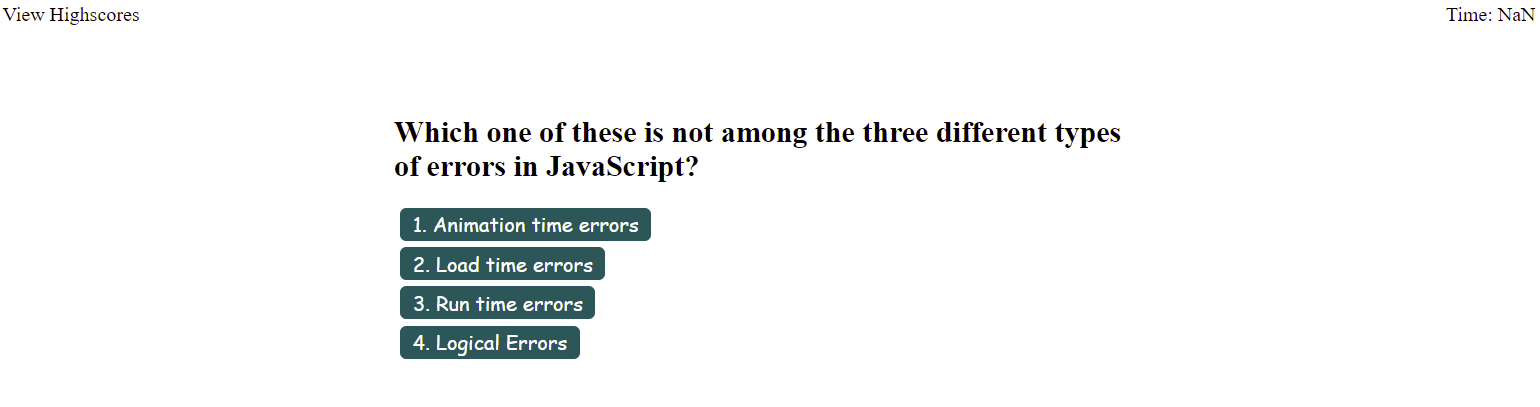 View Highscores
Time: NaN
Which one of these is not among the three different types
of errors in JavaScript?
1. Animation time errors
2. Load time errors
3. Run time errors
4. Logical Errors